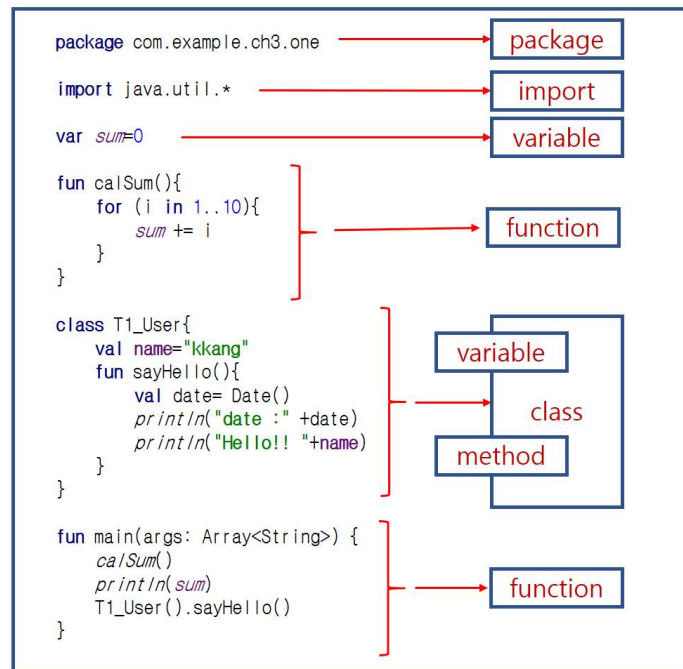 package com.example.ch3.one
package
import java.util.*
import
var sum=0
variable
fun calSum(){
for (i in 1..10){
sum += i
}
}
function
class T1_User{
val name="kkang"
fun sayHello(){
val date= Date()
println("date :" +date)
println("Hello!! "+name)
}
}
variable
class
method
fun main(args: Array<String>) {
calSum()
println(sum)
T1_User().sayHello()
}
function